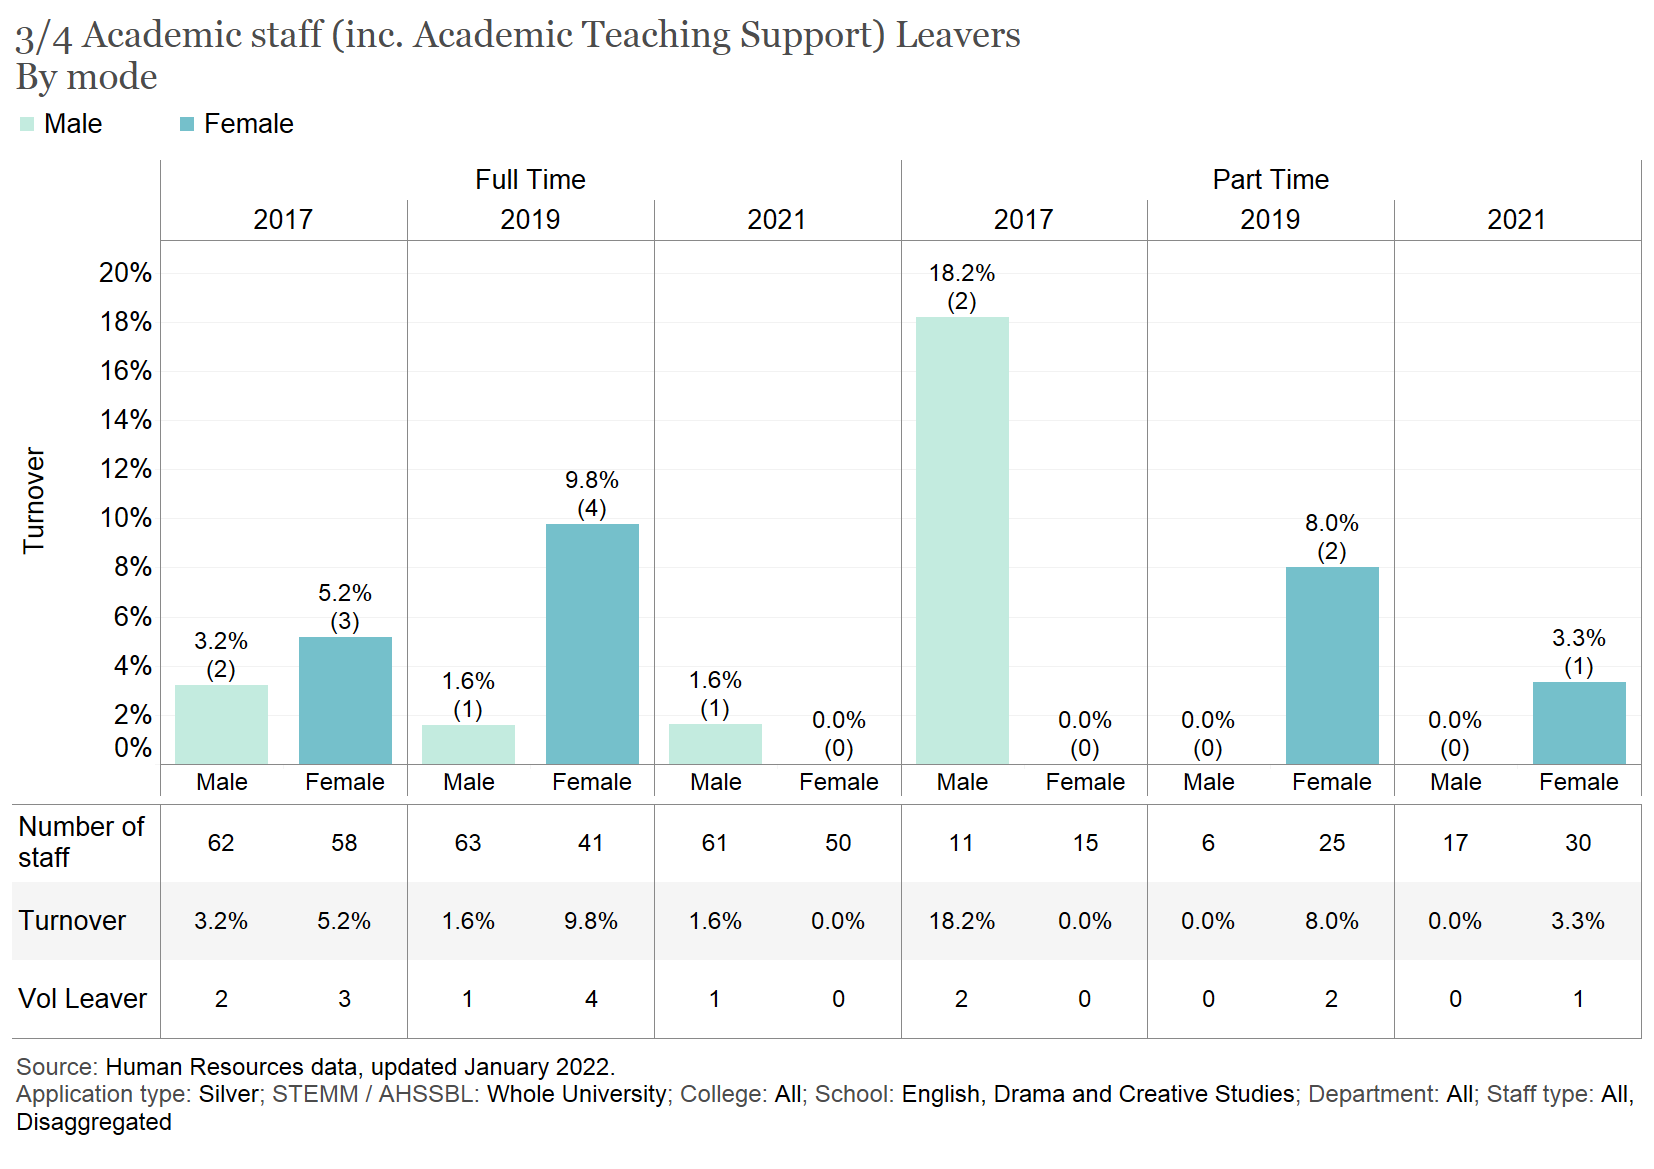 3/4 Academic staff (inc. Academic Teaching Support) Leavers
By mode
Male Female
Full Time Part Time
2017 2019 2021 2017 2019 2021
Turnover
20%
18%
16%
14%
12%
10%
8%
6%
4%
2%
0%
3.2%
(2)
5.2%
(3)
1.6%
(1)
9.8%
(4)
1.6%
(1)
0.0%
(0)
18.2%
(2)
0.0%
(0)
0.0%
(0)
8.0%
(2)
0.0%
(0)
3.3%
(1)
Male Female Male Female Male Female Male Female Male Female Male Female
Number of
staff
62 58 63 41 61 50 11 15 6 25 17 30
Turnover 3.2% 5.2% 1.6% 9.8% 1.6% 0.0% 18.2% 0.0% 0.0% 8.0% 0.0% 3.3%
Vol Leaver 2 3 1 4 1 0 2 0 0 2 0 1
Source: Human Resources data, updated January 2022.
Application type: Silver; STEMM / AHSSBL: Whole University; College: All; School: English, Drama and Creative Studies; Department: All; Staff type: All,
Disaggregated